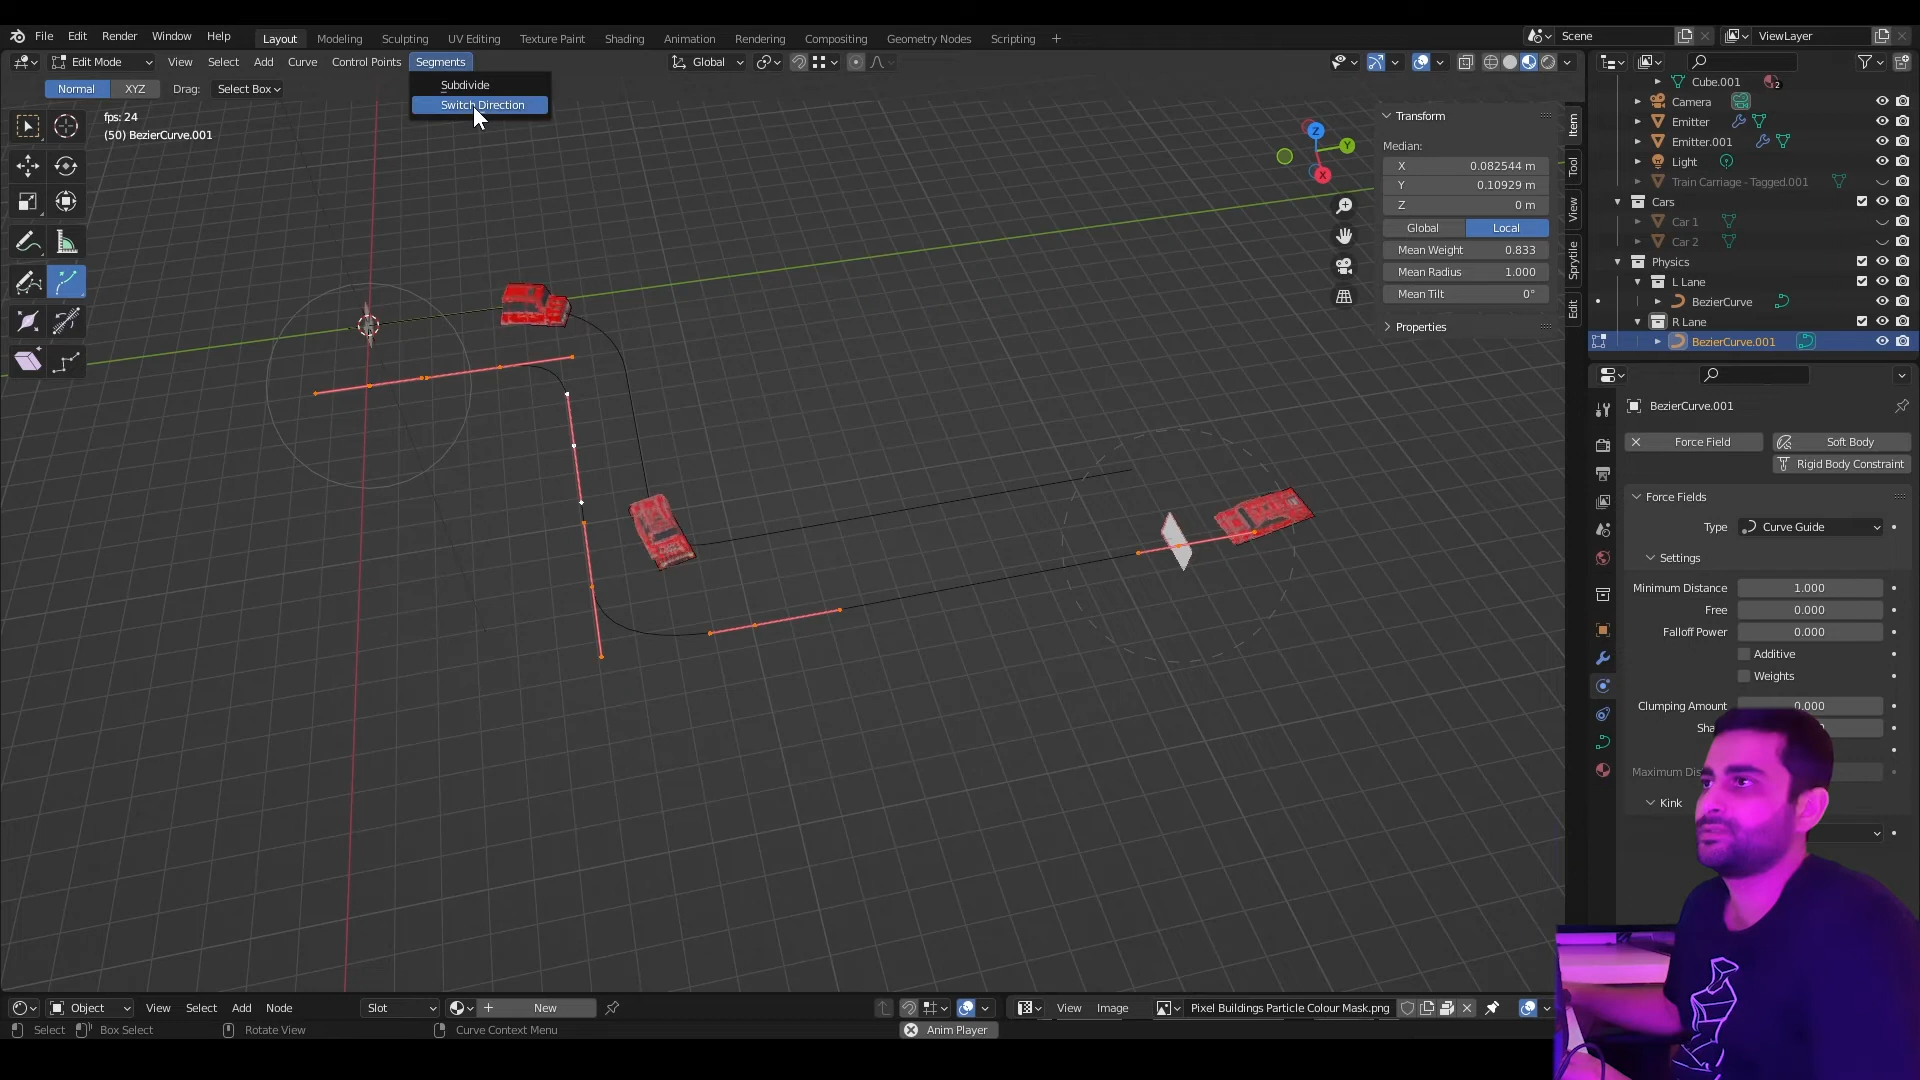 File Edit Render Window Help Layout Modeling Sculpting UV Editing Texture Paint Shading Animation Rendering Compositing Geometry Nodes Scripting + Scene ViewLayer
Edit Mode View Select Add Curve Control Points Segments Global
Normal XYZ Drag: Select Box
Subdivide
Switch Direction
fps: 24
(50) BezierCurve.001
Z
Y
X
Transform
Median:
X 0.082544 m
Y 0.10929 m
Z 0 m
Global Local
Mean Weight 0.833
Mean Radius 1.000
Mean Tilt 0°
Properties
Item
Tool
View
Sprytile
Edit
Cube.001 2
Camera
Emitter
Emitter.001
Light
Train Carriage - Tagged.001
Cars
Car 1
Car 2
Physics
L Lane
BezierCurve
R Lane
BezierCurve.001
BezierCurve.001
Force Field Soft Body
Rigid Body Constraint
Force Fields
Type Curve Guide
Settings
Minimum Distance 1.000
Free 0.000
Falloff Power 0.000
Additive
Weights
Clumping Amount 0.000
Kink
Object View Select Add Node Slot + New View Image Pixel Buildings Particle Colour Mask.png
Select Box Select Rotate View Curve Context Menu Anim Player